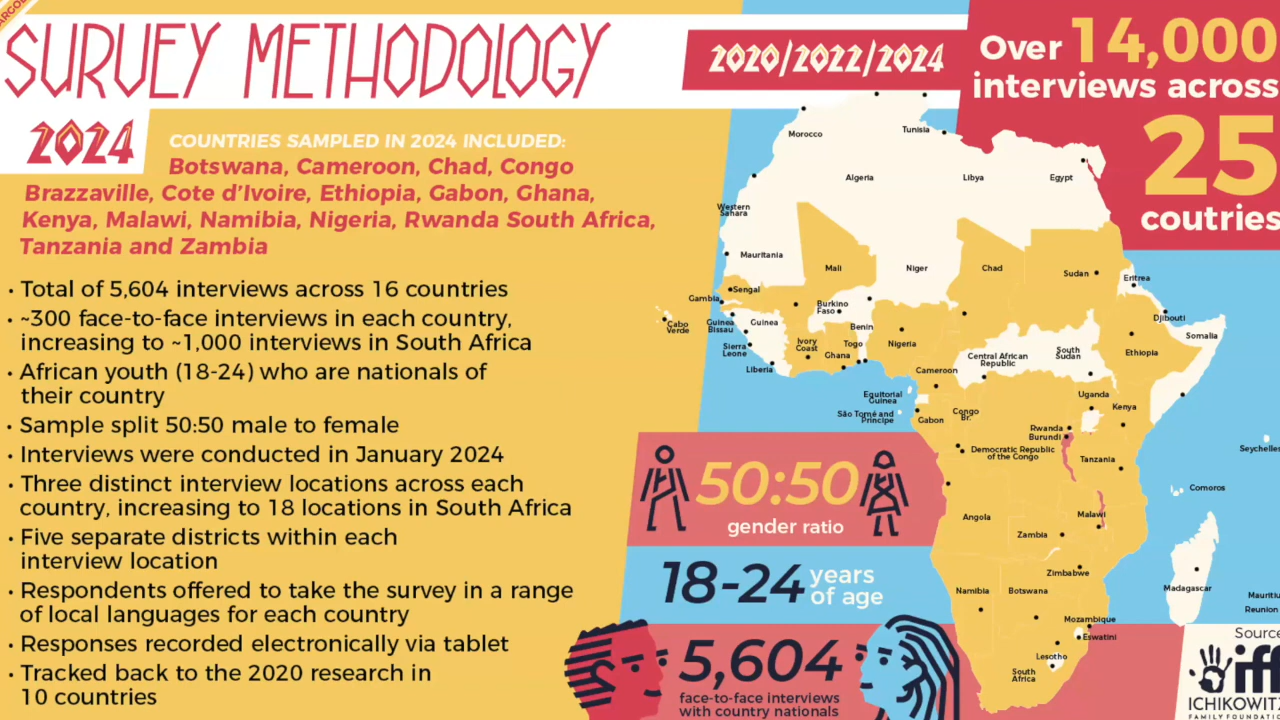 SURVEY METHODOLOGY
2020/2022/2024
Over 14,000
interviews across
25
coutries
2024
COUNTRIES SAMPLED IN 2024 INCLUDED:
Botswana, Cameroon, Chad, Congo
Brazzaville, Cote d'Ivoire, Ethiopia, Gabon, Ghana,
Kenya, Malawi, Namibia, Nigeria, Rwanda South Africa,
Tanzania and Zambia
• Total of 5,604 interviews across 16 countries
• ~300 face-to-face interviews in each country,
increasing to ~1,000 interviews in South Africa
• African youth (18-24) who are nationals of
their country
• Sample split 50:50 male to female
• Interviews were conducted in January 2024
• Three distinct interview locations across each
country, increasing to 18 locations in South Africa
• Five separate districts within each
interview location
• Respondents offered to take the survey in a range
of local languages for each country
• Responses recorded electronically via tablet
• Tracked back to the 2020 research in
10 countries
50:50
gender ratio
18-24 years
of age
5,604
face-to-face interviews
with country nationals
Morocco
Tunisia
Algeria
Libya
Egypt
Western
Sahara
Mauritania
Mali
Niger
Chad
Sudan
Eritrea
Sengal
Gambia
Cabo
Verde
Guinea
Bissau
Guinea
Burkino
Faso
Benin
Djibouti
Somalia
Sierra
Leone
Ivory
Coast
Togo
Ghana
Nigeria
Liberia
Central African
Republic
South
Sudan
Ethiopia
Cameroon
Equitorial
Guinea
São Tomé and
Principe
Gabon
Congo
Br.
Uganda
Kenya
Rwanda
Burundi
Democratic Republic
of the Congo
Tanzania
Seychelles
Comoros
Angola
Malawi
Zambia
Zimbabwe
Madagascar
Namibia
Botswana
Mauritiu
Reunion
Mozambique
Eswatini
Lesotho
South
Africa
Source
iff
ICHIKOWITZ
FAMILY FOUNDATI